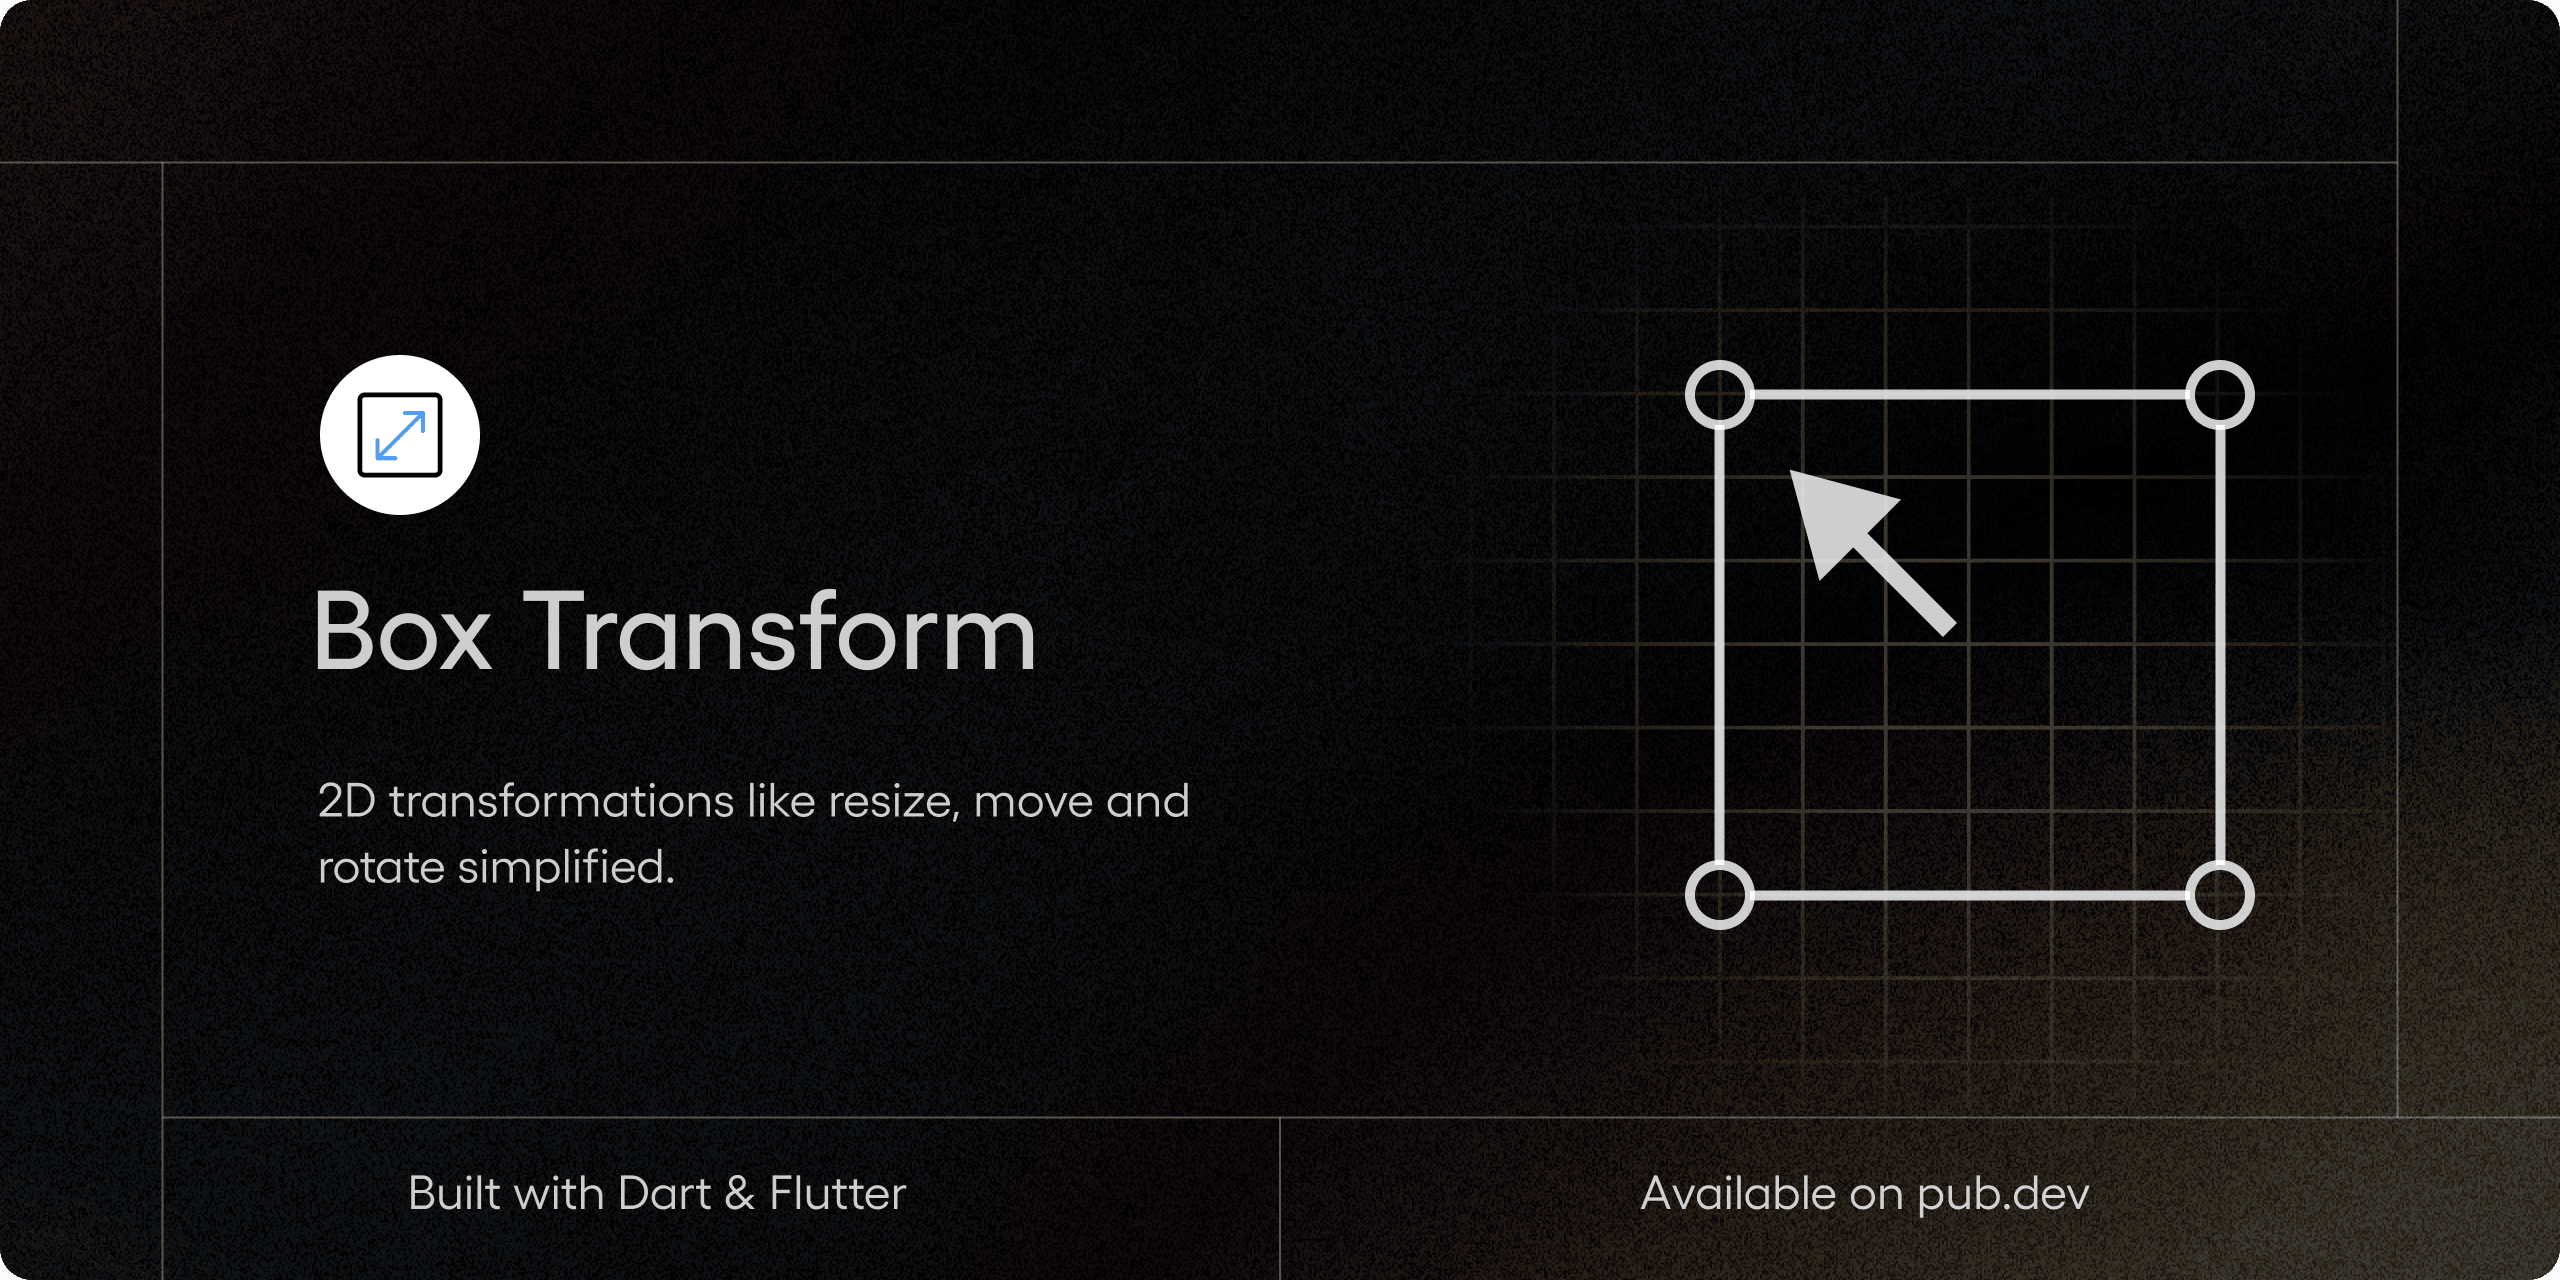 Box Transform
2D transformations like resize, move and
rotate simplified.
Built with Dart & Flutter
Available on pub.dev